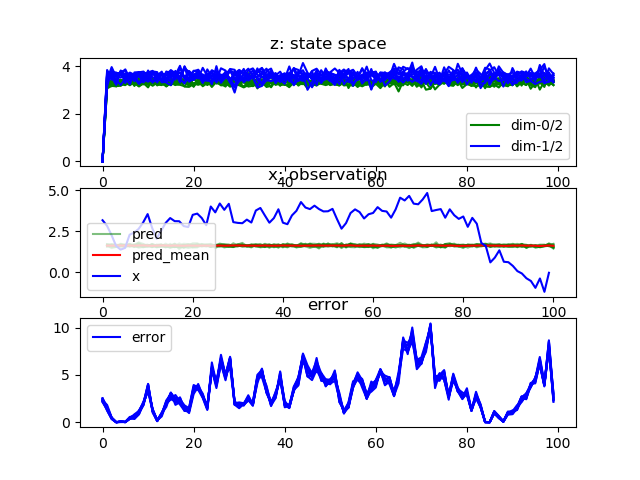 z: state space
4
2
0
dim-0/2
dim-1/2
0 20 40 60 80 100
x: observation
5.0
2.5
0.0
pred
pred_mean
x
0 20 40 60 80 100
error
10
5
0
error
0 20 40 60 80 100